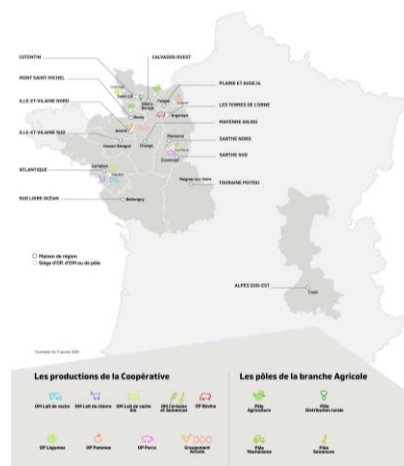 COTENTIN
CALVADOS OUEST
MONT SAINT-MICHEL
PLAINE ET AUGE 14
ILLE-ET-VILAINE NORD
LES TERRES DE L'ORNE
MAYENNE ANJOU
ILLE-ET-VILAINE SUD
SARTHE NORD
SARTHE SUD
ATLANTIQUE
TOURAINE POITOU
SUD LOIRE OCÉAN
ALPES SUD-EST
Maison de région
Siège d'OP, d'OM ou de pôle
Les productions de la Coopérative
Les pôles de la branche Agricole
OM Lait de vache
OM Lait de chèvre
OM Lait de vache bio
OM Céréales et Semences
OP Bovins
Pôle Agriculture
Pôle Distribution rurale
OP Légumes
OP Pommes
OP Porcs
Groupement Avicole
Pôle Machinisme
Pôle Semences